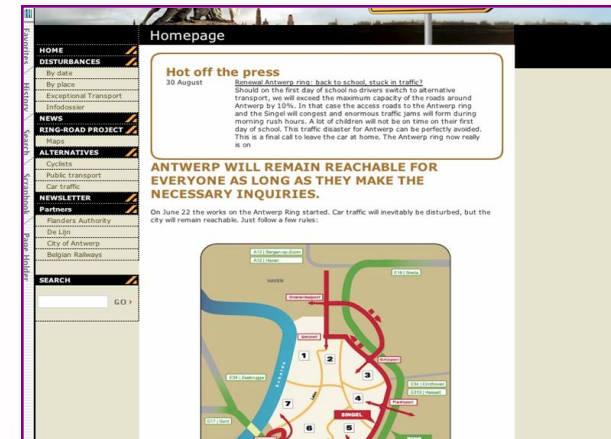 Homepage
Favorites
History
Search
Scrapbook
Page Holder
HOME
DISTURBANCES
By date
By place
Exceptional Transport
Infodossier
NEWS
RING-ROAD PROJECT
Maps
ALTERNATIVES
Cyclists
Public transport
Car traffic
NEWSLETTER
Partners
Flanders Authority
De Lijn
City of Antwerp
Belgian Railways
SEARCH
GO ›
Hot off the press
30 August
Renewal Antwerp ring: back to school, stuck in traffic?
Should on the first day of school no drivers switch to alternative
transport, we will exceed the maximum capacity of the roads around
Antwerp by 10%. In that case the access roads to the Antwerp ring
and the Singel will congest and enormous traffic jams will form during
morning rush hours. A lot of children will not be on time on their first
day of school. This traffic disaster for Antwerp can be perfectly avoided.
This is a final call to leave the car at home. The Antwerp ring now really
is on
ANTWERP WILL REMAIN REACHABLE FOR
EVERYONE AS LONG AS THEY MAKE THE
NECESSARY INQUIRIES.
On June 22 the works on the Antwerp Ring started. Car traffic will inevitably be disturbed, but the
city will remain reachable. Just follow a few rules:
A12 | Bergen-op-Zoom
A12 | Haven
E19 | Breda
HAVEN
1
2
3
E34 | Zeebrugge
E34 | Eindhoven
E313 | Hasselt
4
7
SINGEL
E17 | Gent
6
5